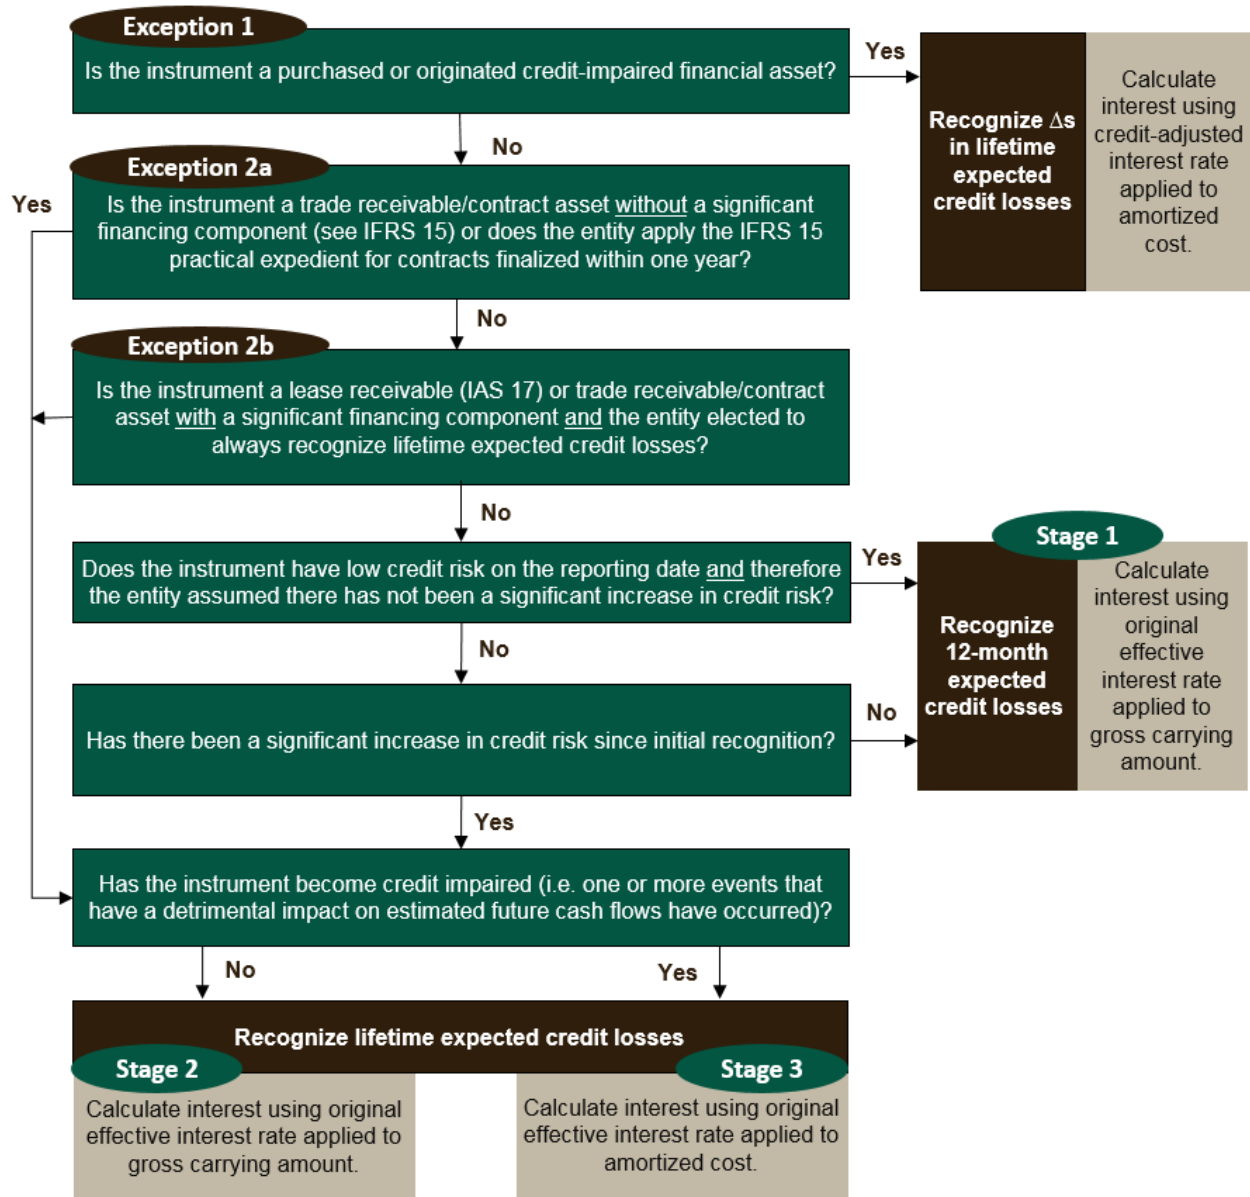 Exception 1
Is the instrument a purchased or originated credit-impaired financial asset?
Yes
Recognize Δs
in lifetime
expected
credit losses
Calculate
interest using
credit-adjusted
interest rate
applied to
amortized
cost.
No
Exception 2a
Yes
Is the instrument a trade receivable/contract asset without a significant
financing component (see IFRS 15) or does the entity apply the IFRS 15
practical expedient for contracts finalized within one year?
No
Exception 2b
Is the instrument a lease receivable (IAS 17) or trade receivable/contract
asset with a significant financing component and the entity elected to
always recognize lifetime expected credit losses?
No
Does the instrument have low credit risk on the reporting date and therefore
the entity assumed there has not been a significant increase in credit risk?
Yes
Stage 1
Recognize
12-month
expected
credit losses
Calculate
interest using
original
effective
interest rate
applied to
gross carrying
amount.
No
Has there been a significant increase in credit risk since initial recognition?
No
Yes
Has the instrument become credit impaired (i.e. one or more events that
have a detrimental impact on estimated future cash flows have occurred)?
No
Yes
Recognize lifetime expected credit losses
Stage 2
Calculate interest using original
effective interest rate applied to
gross carrying amount.
Stage 3
Calculate interest using original
effective interest rate applied to
amortized cost.